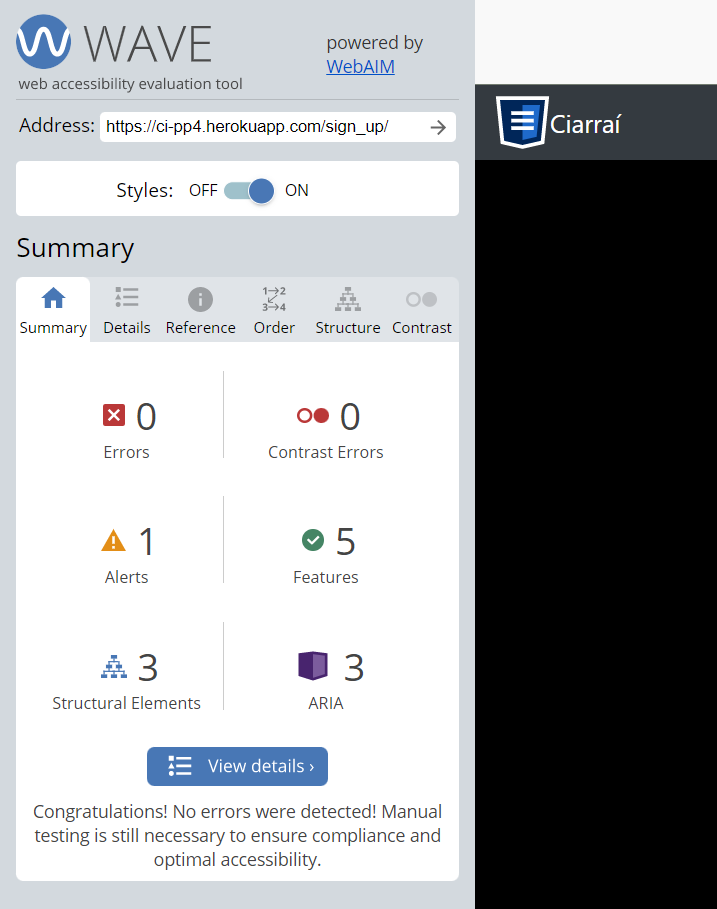 WAVE
web accessibility evaluation tool
powered by
WebAIM
Address: https://ci-pp4.herokuapp.com/sign_up/
Styles: OFF ON
Summary
1 2
3 4
Summary Details Reference Order Structure Contrast
0 0
Errors Contrast Errors
1 5
Alerts Features
3 3
Structural Elements ARIA
View details ›
Congratulations! No errors were detected! Manual
testing is still necessary to ensure compliance and
optimal accessibility.
Ciarraí